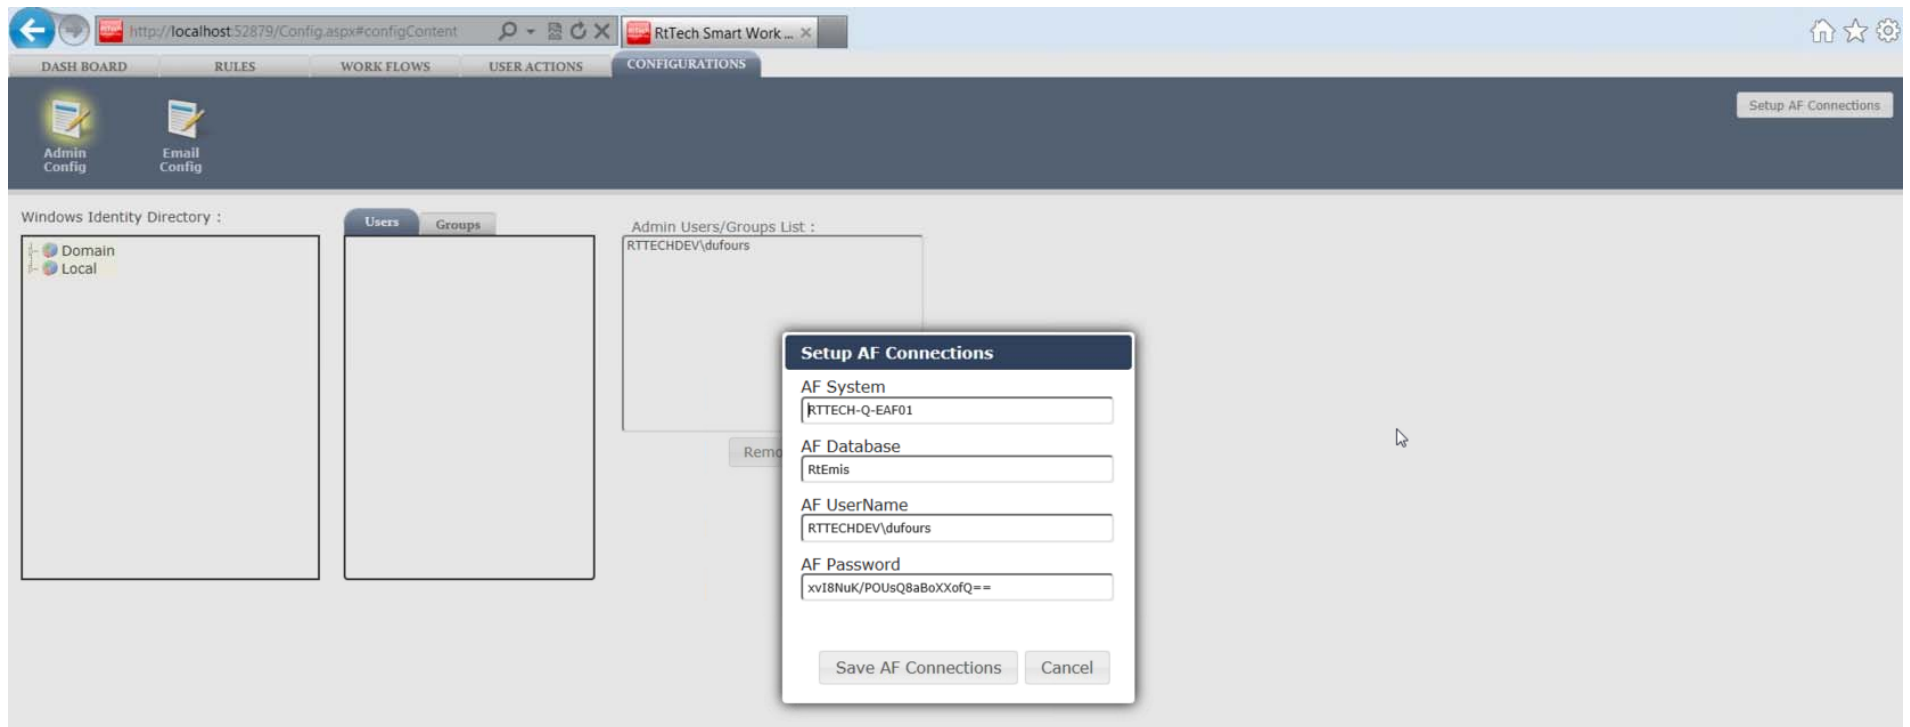 http://localhost:52879/Config.aspx#configContent
RtTech Smart Work ...
DASH BOARD
RULES
WORK FLOWS
USER ACTIONS
CONFIGURATIONS
Setup AF Connections
Admin
Config
Email
Config
Windows Identity Directory :
Users
Groups
Admin Users/Groups List :
Domain
Local
RTTECHDEV\dufours
Remo
Setup AF Connections
AF System
RTTECH-Q-EAF01
AF Database
RtEmis
AF UserName
RTTECHDEV\dufours
AF Password
xvI8NuK/POUsQ8aBoXXofQ==
Save AF Connections
Cancel